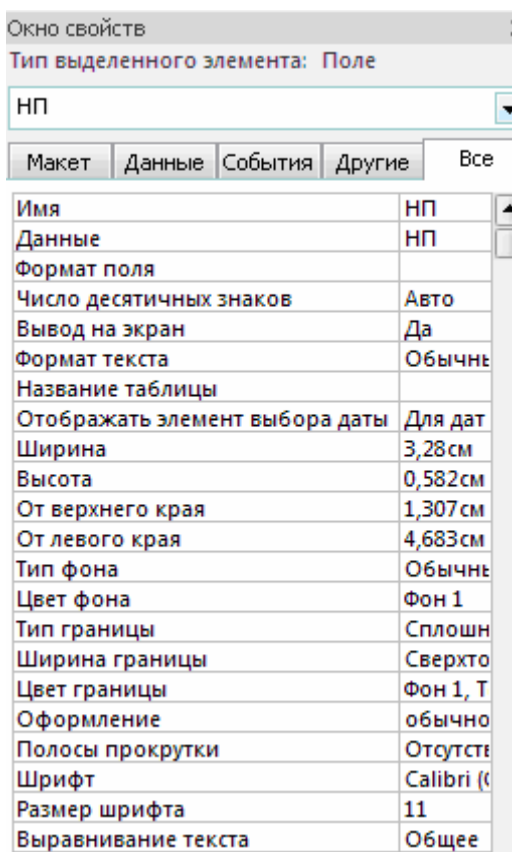 Окно свойств
Тип выделенного элемента: Поле
НП
Макет Данные События Другие Все
Имя НП
Данные НП
Формат поля
Число десятичных знаков Авто
Вывод на экран Да
Формат текста Обычнь
Название таблицы
Отображать элемент выбора даты Для дат
Ширина 3,28см
Высота 0,582см
От верхнего края 1,307см
От левого края 4,683см
Тип фона Обычнь
Цвет фона Фон 1
Тип границы Сплошн
Ширина границы Сверхто
Цвет границы Фон 1, Т
Оформление обычно
Полосы прокрутки Отсутств
Шрифт Calibri (
Размер шрифта 11
Выравнивание текста Общее